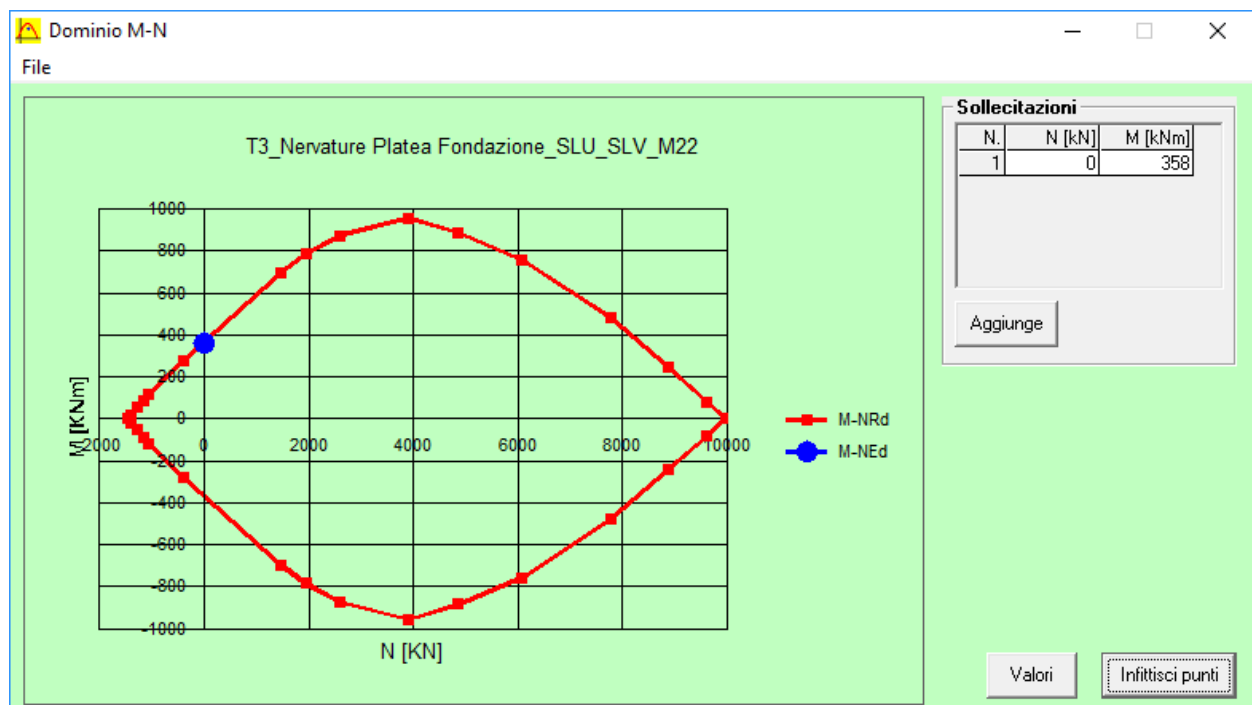 Dominio M-N
File
T3_Nervature Platea Fondazione_SLU_SLV_M22
1000
800
600
400
200
0
2000
0
2000
4000
6000
8000
10000
-200
-400
-600
-800
-1000
M [KNm]
N [KN]
M-NRd
M-NEd
Sollecitazioni
N. N [kN] M [kNm]
1 0 358
Aggiunge
Valori
Infittisci punti